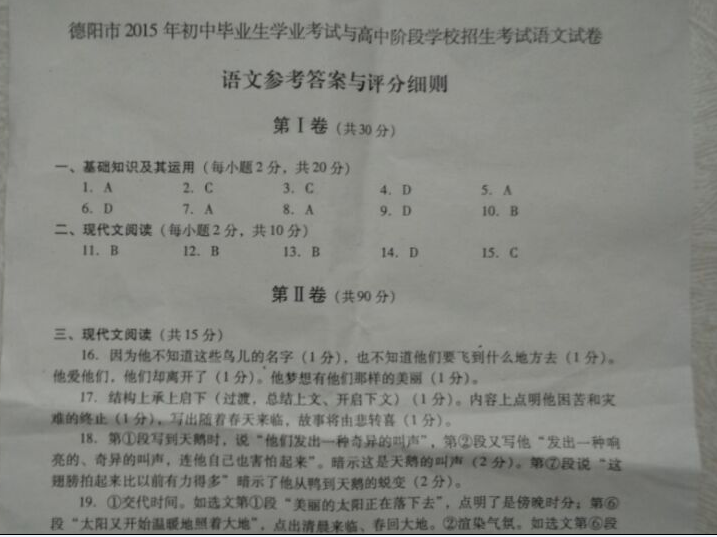 德阳市 2015 年初中毕业生学业考试与高中阶段学校招生考试语文试卷
语文参考答案与评分细则
第Ⅰ卷（共30分）
一、基础知识及其运用（每小题2分，共20分）
1. A 2. C 3. C 4. D 5. A
6. D 7. A 8. A 9. D 10. B
二、现代文阅读（每小题2分，共10分）
11. B 12. B 13. B 14. D 15. C
第Ⅱ卷（共90分）
三、现代文阅读（共15分）
16. 因为他不知道这些鸟儿的名字（1分），也不知道他们要飞到什么地方去（1分）。
他爱他们，他们却离开了（1分）。他梦想有他们那样的美丽（1分）。
17. 结构上承上启下（过渡，总结上文、开启下文）（1分）。内容上点明他困苦和灾
难的终止（1分），写出随着春天来临，故事将由悲转喜（1分）。
18. 第①段写到天鹅时，说“他们发出一种奇异的叫声”，第②段又写他“发出一种响
亮的、奇异的叫声，连他自己也害怕起来”。暗示这是天鹅的叫声（2分）。第⑦段说“这
翅膀拍起来比以前有力得多”暗示了他从鸭到天鹅的蜕变（2分）。
19. ①交代时间。如选文第①段“美丽的太阳正在落下去”，点明了是傍晚时分；第⑥
段“太阳又开始温暖地照着大地”，点出清晨来临、春回大地。②渲染气氛。如选文第⑥段